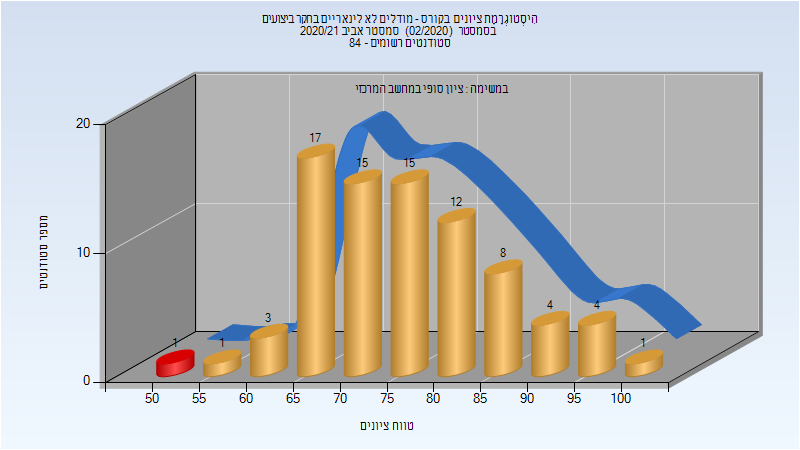 הִיסְטוֹגְרָמַת ציונים בקורס - מודלים לא לינאריים בחקר ביצועים
בסמסטר (02/2020) סמסטר אביב 2020/21
סטודנטים רשומים - 84
במשימה : ציון סופי במחשב המרכזי
מספר סטודנטים
20
10
0
1
1
3
17
15
15
12
8
4
4
1
50 55 60 65 70 75 80 85 90 95 100
טווח ציונים